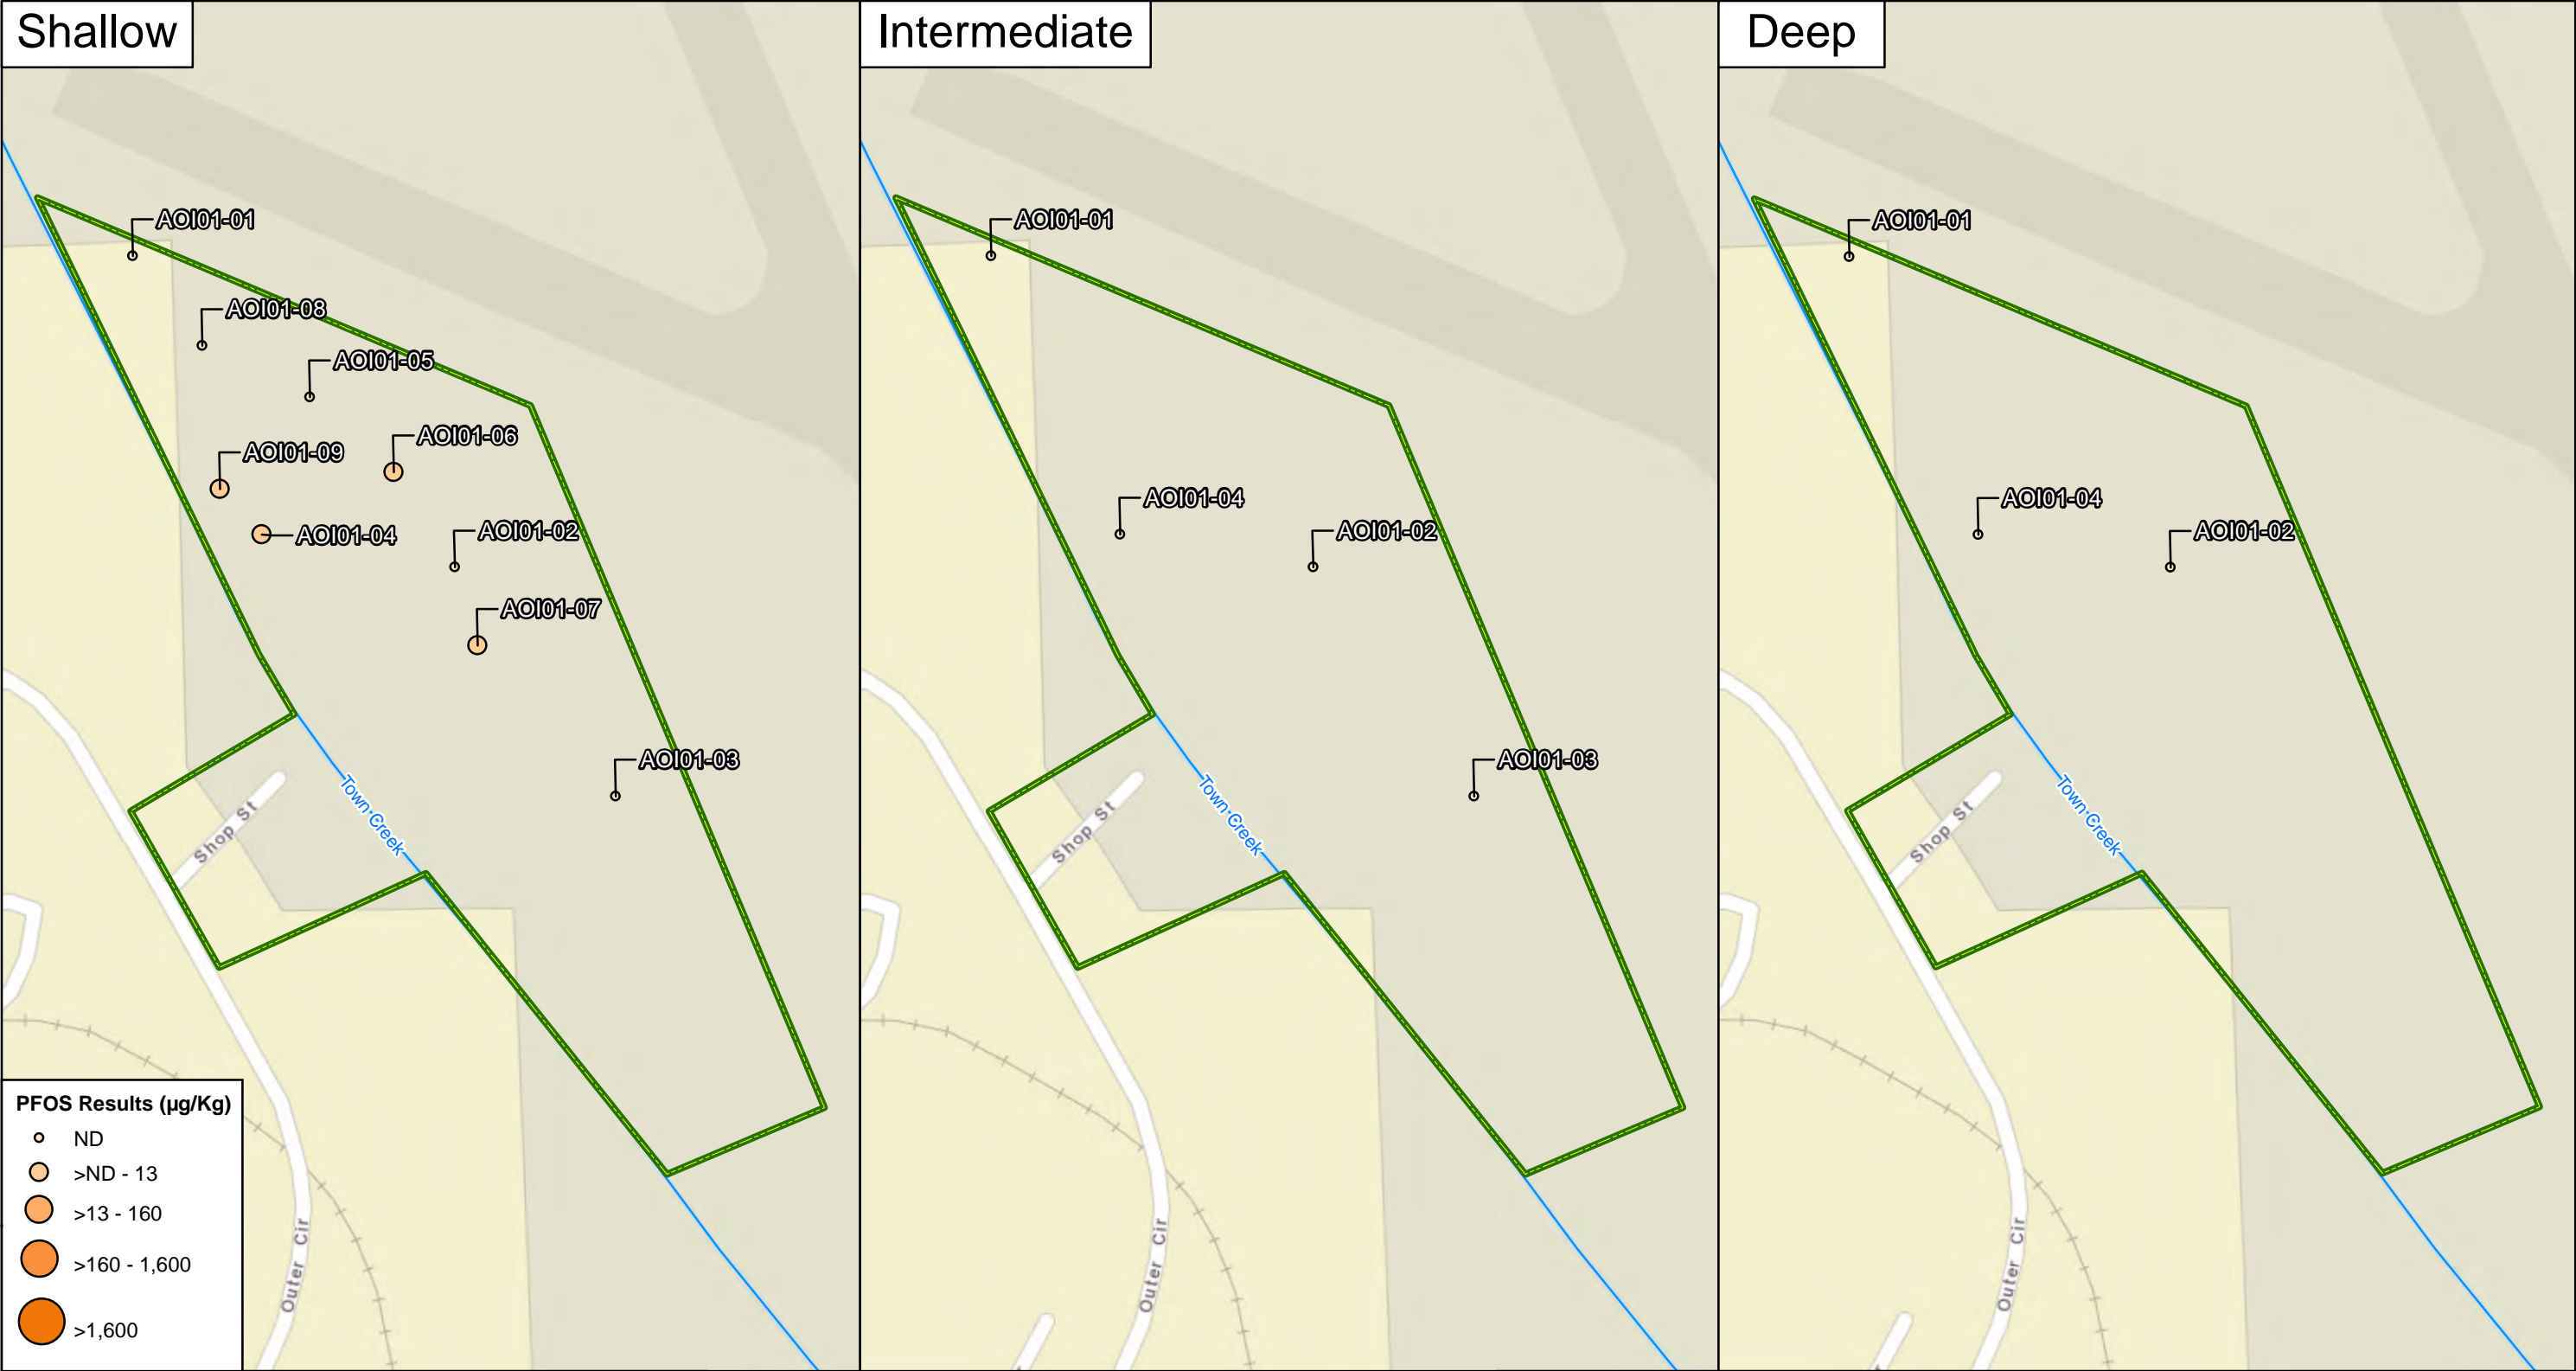 Shallow
AOI01-01
AOI01-08
AOI01-05
AOI01-06
AOI01-09
AOI01-04
AOI01-02
AOI01-07
AOI01-03
Town Creek
Shop St
Outer Cir
PFOS Results (µg/Kg)
ND
>ND - 13
>13 - 160
>160 - 1,600
>1,600
Intermediate
AOI01-01
AOI01-04
AOI01-02
AOI01-03
Town Creek
Shop St
Outer Cir
Deep
AOI01-01
AOI01-04
AOI01-02
Town Creek
Shop St
Outer Cir